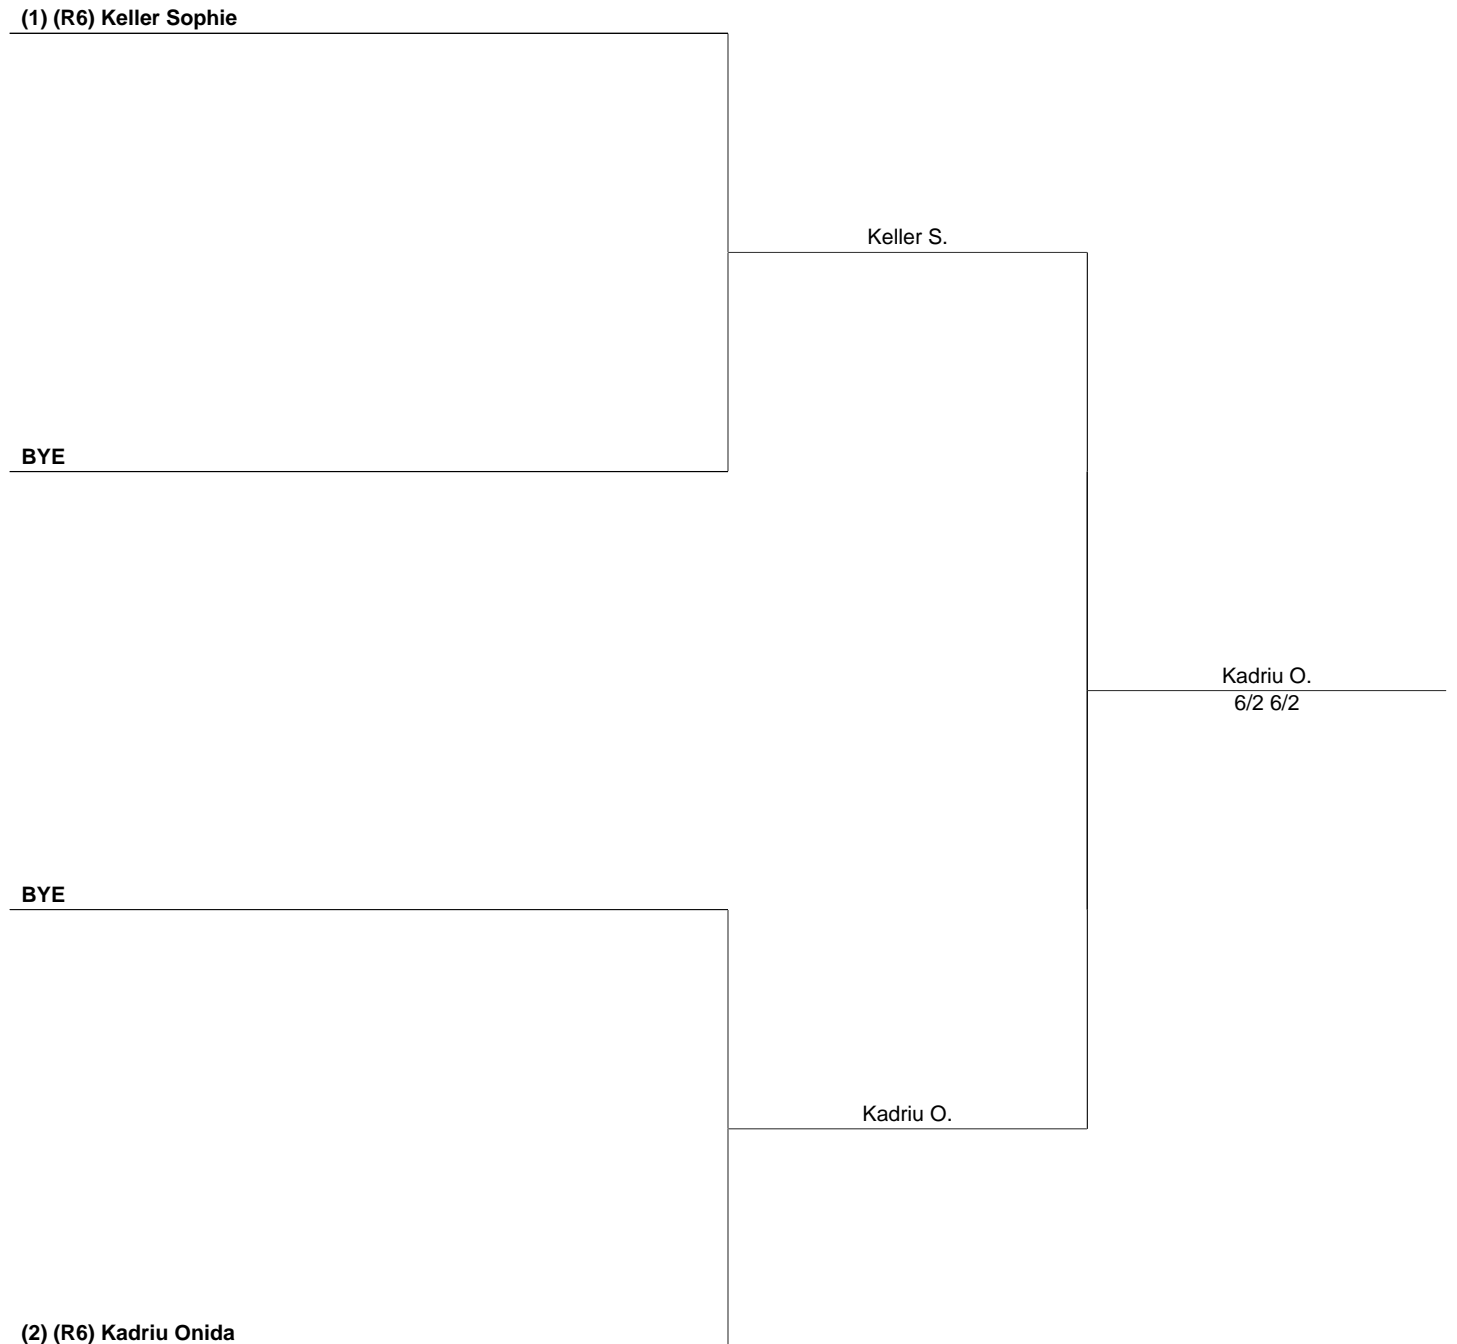 (1) (R6) Keller Sophie
Keller S.
BYE
Kadriu O.
6/2 6/2
BYE
Kadriu O.
(2) (R6) Kadriu Onida